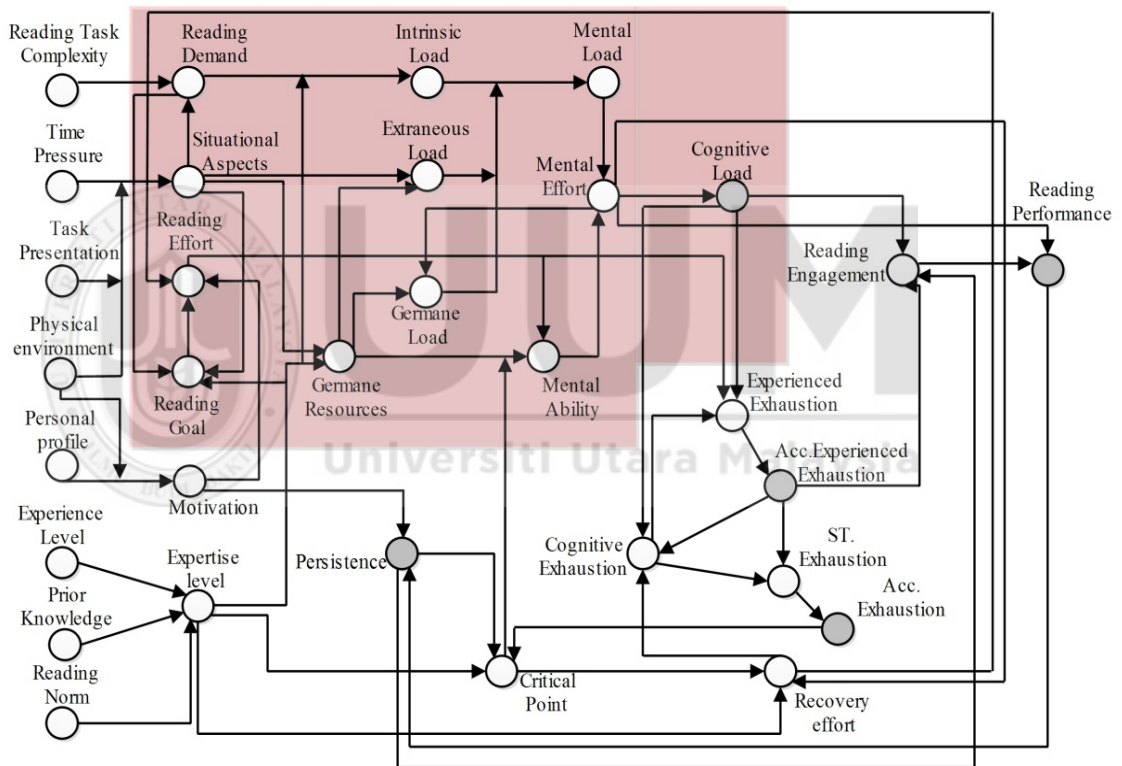 Reading Task
Complexity
Reading
Demand
Intrinsic
Load
Mental
Load
Time
Pressure
Situational
Aspects
Extraneous
Load
Mental
Effort
Cognitive
Load
Reading
Performance
Task
Presentation
Reading
Effort
Reading
Engagement
Germane
Load
Physical
environment
Reading
Goal
Germane
Resources
Mental
Ability
Experienced
Exhaustion
Personal
profile
Motivation
UUM
Universiti Utara Malaysia
Acc.Experienced
Exhaustion
Experience
Level
Expertise
level
Persistence
Cognitive
Exhaustion
ST.
Exhaustion
Prior
Knowledge
Acc.
Exhaustion
Reading
Norm
Critical
Point
Recovery
effort